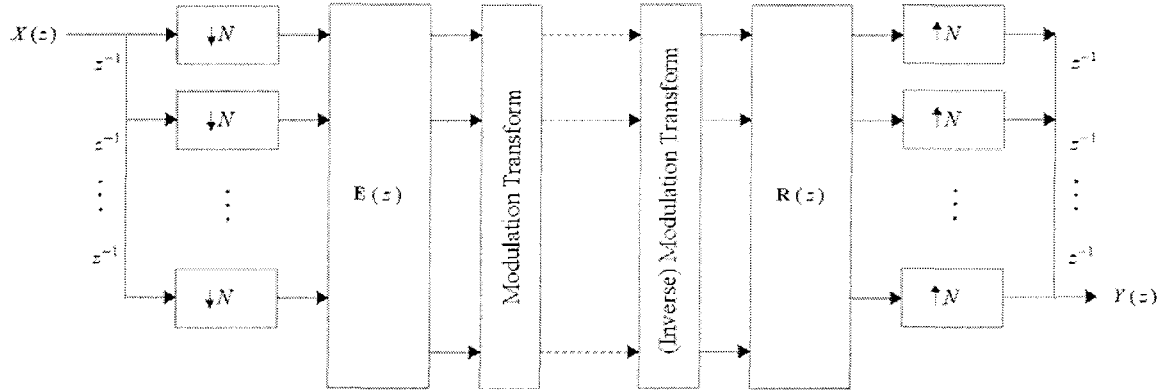 X(z)
↓N
E(z)
Modulation Transform
(Inverse) Modulation Transform
R(z)
↑N
z⁻¹
z⁻¹
↓N
↑N
z⁻¹
z⁻¹
⋮
⋮
⋮
⋮
z⁻¹
z⁻¹
↓N
↑N
Y(z)